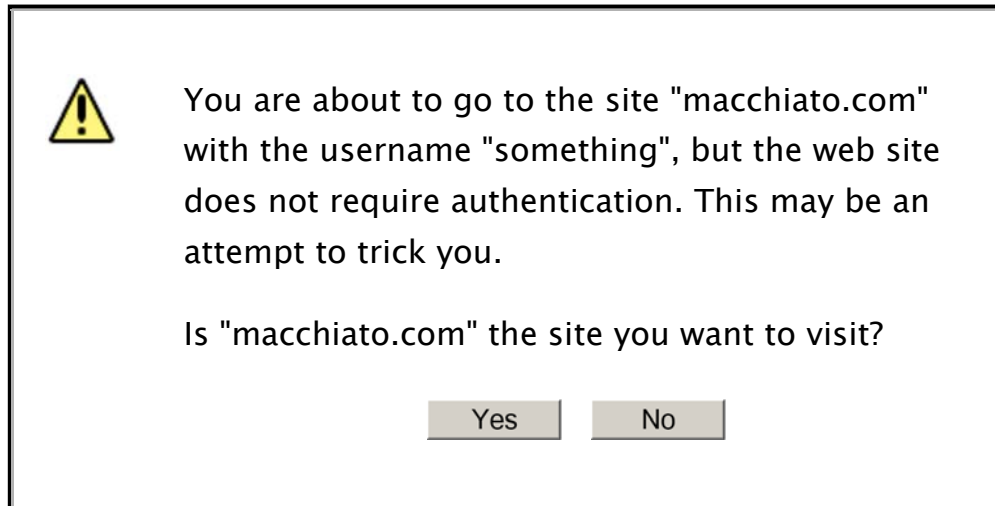 You are about to go to the site "macchiato.com"
with the username "something", but the web site
does not require authentication. This may be an
attempt to trick you.
Is "macchiato.com" the site you want to visit?
Yes No